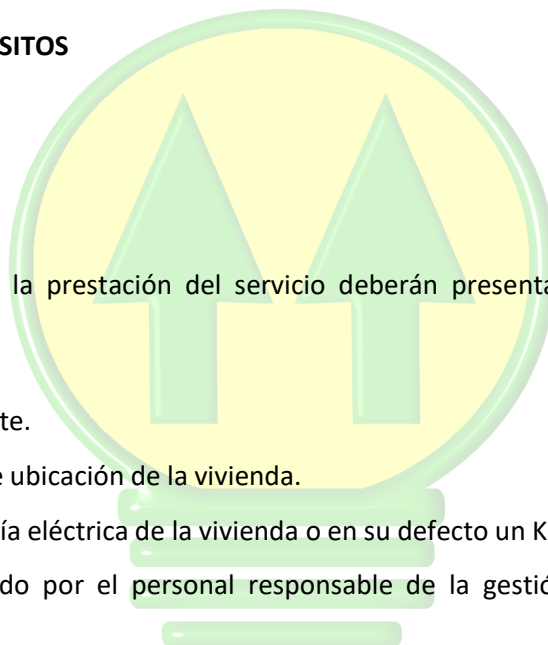 SITOS
la prestación del servicio deberán presenta
te.
e ubicación de la vivienda.
ía eléctrica de la vivienda o en su defecto un K
do por el personal responsable de la gestió